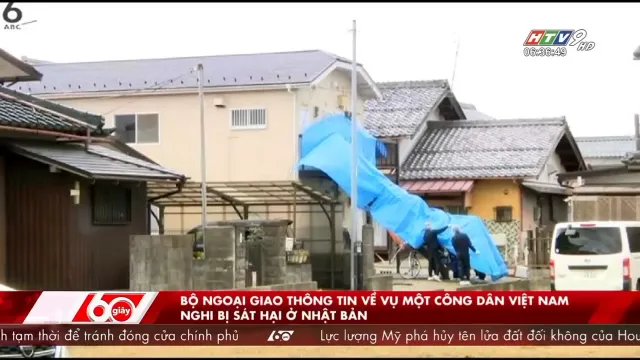 6
ABC
HTV9 HD
06:36:49
60 giây
BỘ NGOẠI GIAO THÔNG TIN VỀ VỤ MỘT CÔNG DÂN VIỆT NAM
NGHI BỊ SÁT HẠI Ở NHẬT BẢN
h tạm thời để tránh đóng cửa chính phủ Lực lượng Mỹ phá hủy tên lửa đất đối không của Ho